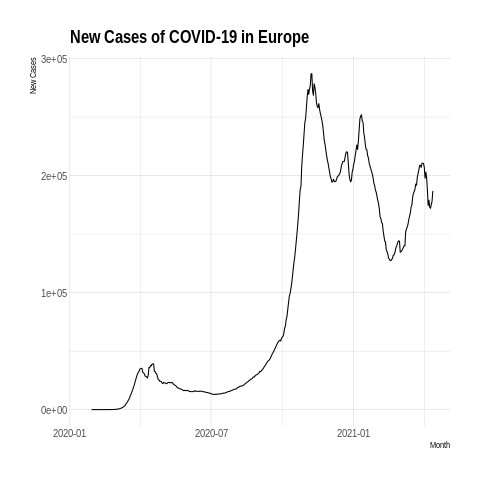 New Cases of COVID-19 in Europe
New Cases
3e+05
2e+05
1e+05
0e+00
2020-01
2020-07
2021-01
Month